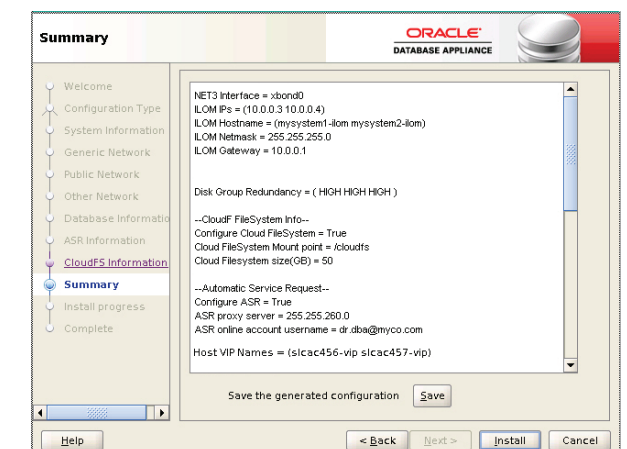 Summary
ORACLE
DATABASE APPLIANCE
Welcome
Configuration Type
System Information
Generic Network
Public Network
Other Network
Database Informatio
ASR Information
CloudFS Information
Summary
Install progress
Complete
NET3 Interface = xbond0
ILOM IPs = (10.0.0.3 10.0.0.4)
ILOM Hostname = (mysystem1-ilom mysystem2-ilom)
ILOM Netmask = 255.255.255.0
ILOM Gateway = 10.0.0.1
Disk Group Redundancy = ( HIGH HIGH HIGH )
--CloudF FileSystem Info--
Configure Cloud FileSystem = True
Cloud FileSystem Mount point = /cloudfs
Cloud Filesystem size(GB) = 50
--Automatic Service Request--
Configure ASR = True
ASR proxy server = 255.255.260.0
ASR online account username = dr.dba@myco.com
Host VIP Names = (slcac456-vip slcac457-vip)
Save the generated configuration Save
Help < Back Next > Install Cancel